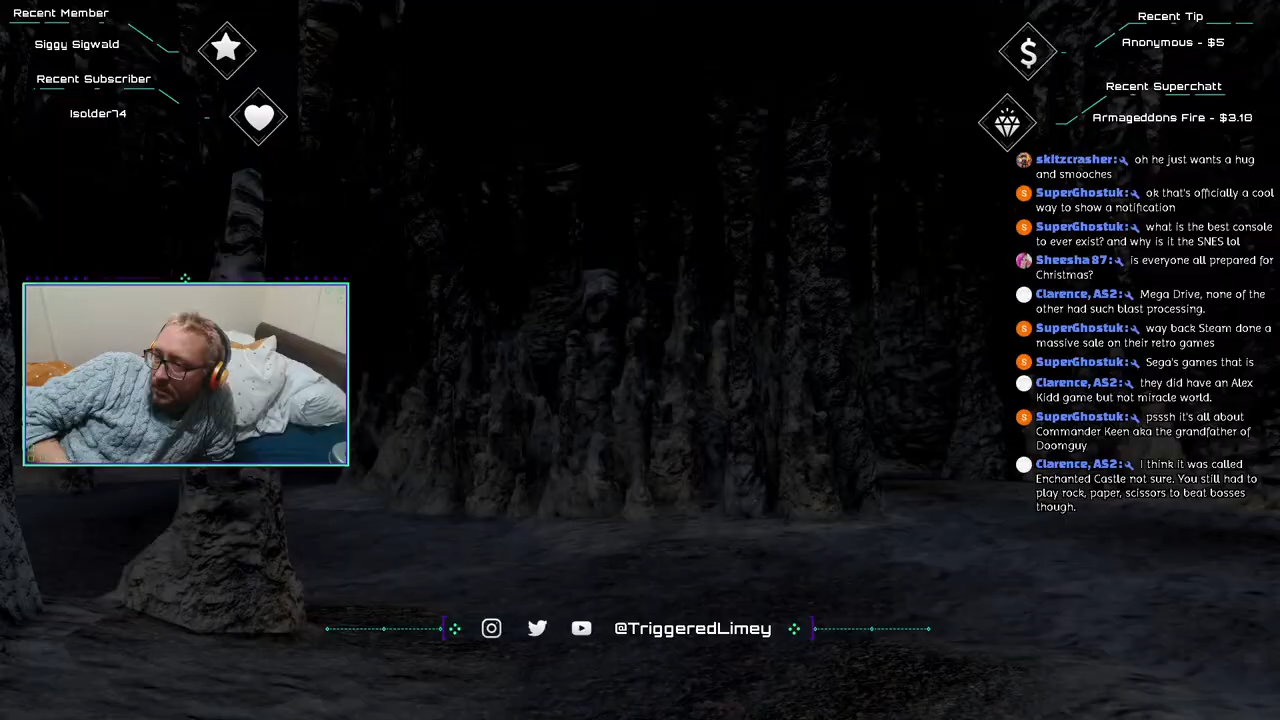 Recent Member
Siggy Sigwald
Recent Subscriber
Isolder74
Recent Tip
Anonymous - $5
Recent Superchatt
Armageddons Fire - $3.18
skitzcrasher: oh he just wants a hug
and smooches
SuperGhostuk: ok that's officially a cool
way to show a notification
SuperGhostuk: what is the best console
to ever exist? and why is it the SNES lol
Sheesha 87: is everyone all prepared for
Christmas?
Clarence, AS2: Mega Drive, none of the
other had such blast processing.
SuperGhostuk: way back Steam done a
massive sale on their retro games
SuperGhostuk: Sega's games that is
Clarence, AS2: they did have an Alex
Kidd game but not miracle world.
SuperGhostuk: psssh it's all about
Commander Keen aka the grandfather of
Doomguy
Clarence, AS2: I think it was called
Enchanted Castle not sure. You still had to
play rock, paper, scissors to beat bosses
though.
@TriggeredLimey